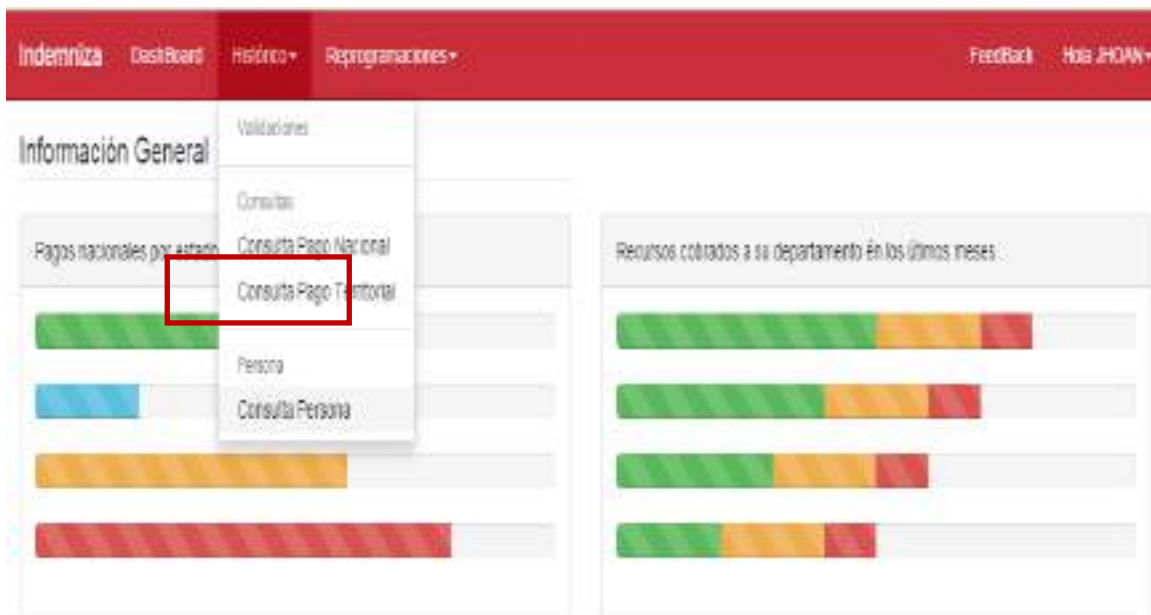 Indemniza DashBoard Histórico Reprogramaciones FeedBack Hola JHOAN
Información General
Validaciones
Consultas
Consulta Pago Nacional
Consulta Pago Territorial
Persona
Consulta Persona
Pagos nacionales por estado
Recursos cobrados a su departamento en los últimos meses